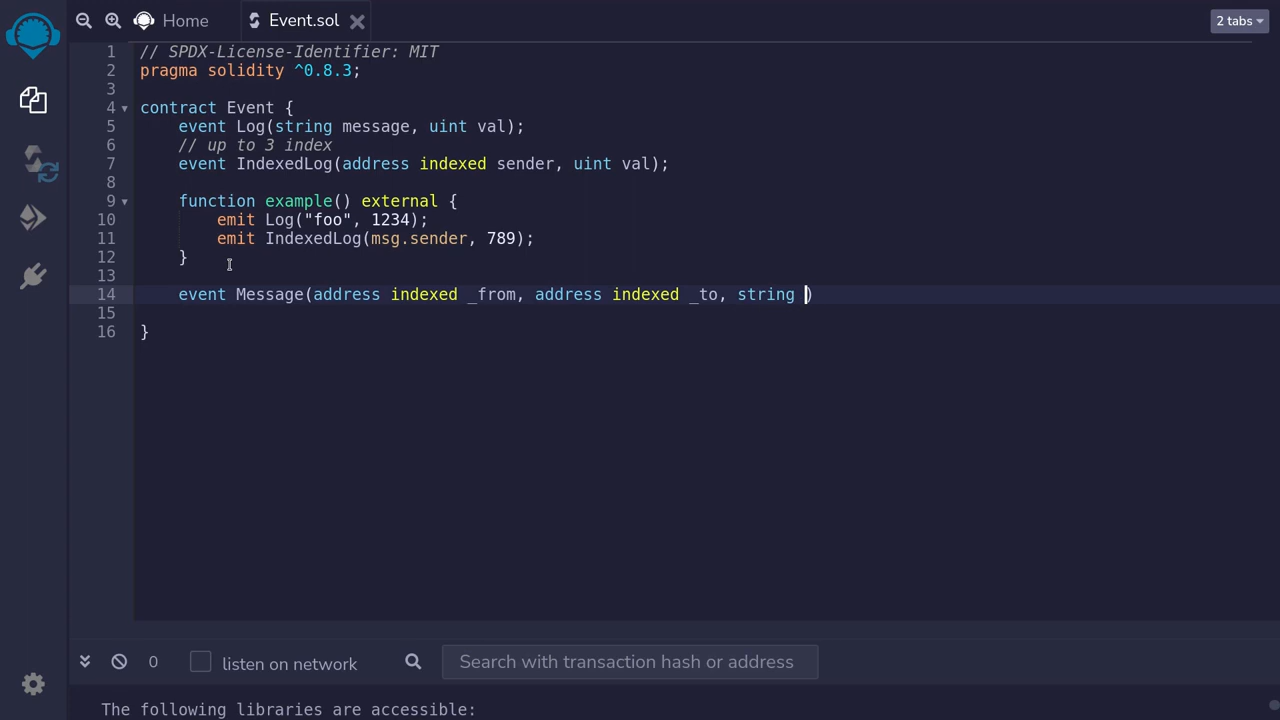 Home
Event.sol
2 tabs
1 // SPDX-License-Identifier: MIT
2 pragma solidity ^0.8.3;
3
4 contract Event {
5     event Log(string message, uint val);
6     // up to 3 index
7     event IndexedLog(address indexed sender, uint val);
8
9     function example() external {
10         emit Log("foo", 1234);
11         emit IndexedLog(msg.sender, 789);
12     }
13
14     event Message(address indexed _from, address indexed _to, string )
15
16 }
0
listen on network
Search with transaction hash or address
The following libraries are accessible: